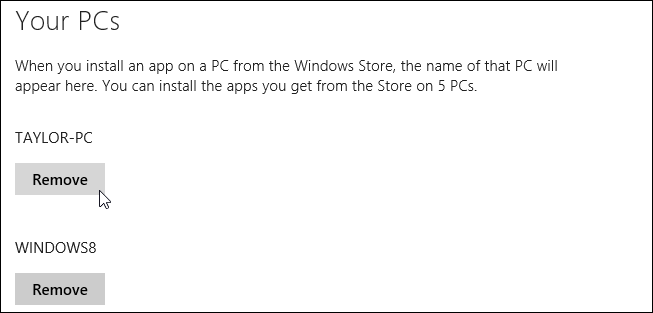 Your PCs
When you install an app on a PC from the Windows Store, the name of that PC will
appear here. You can install the apps you get from the Store on 5 PCs.
TAYLOR-PC
Remove
WINDOWS8
Remove